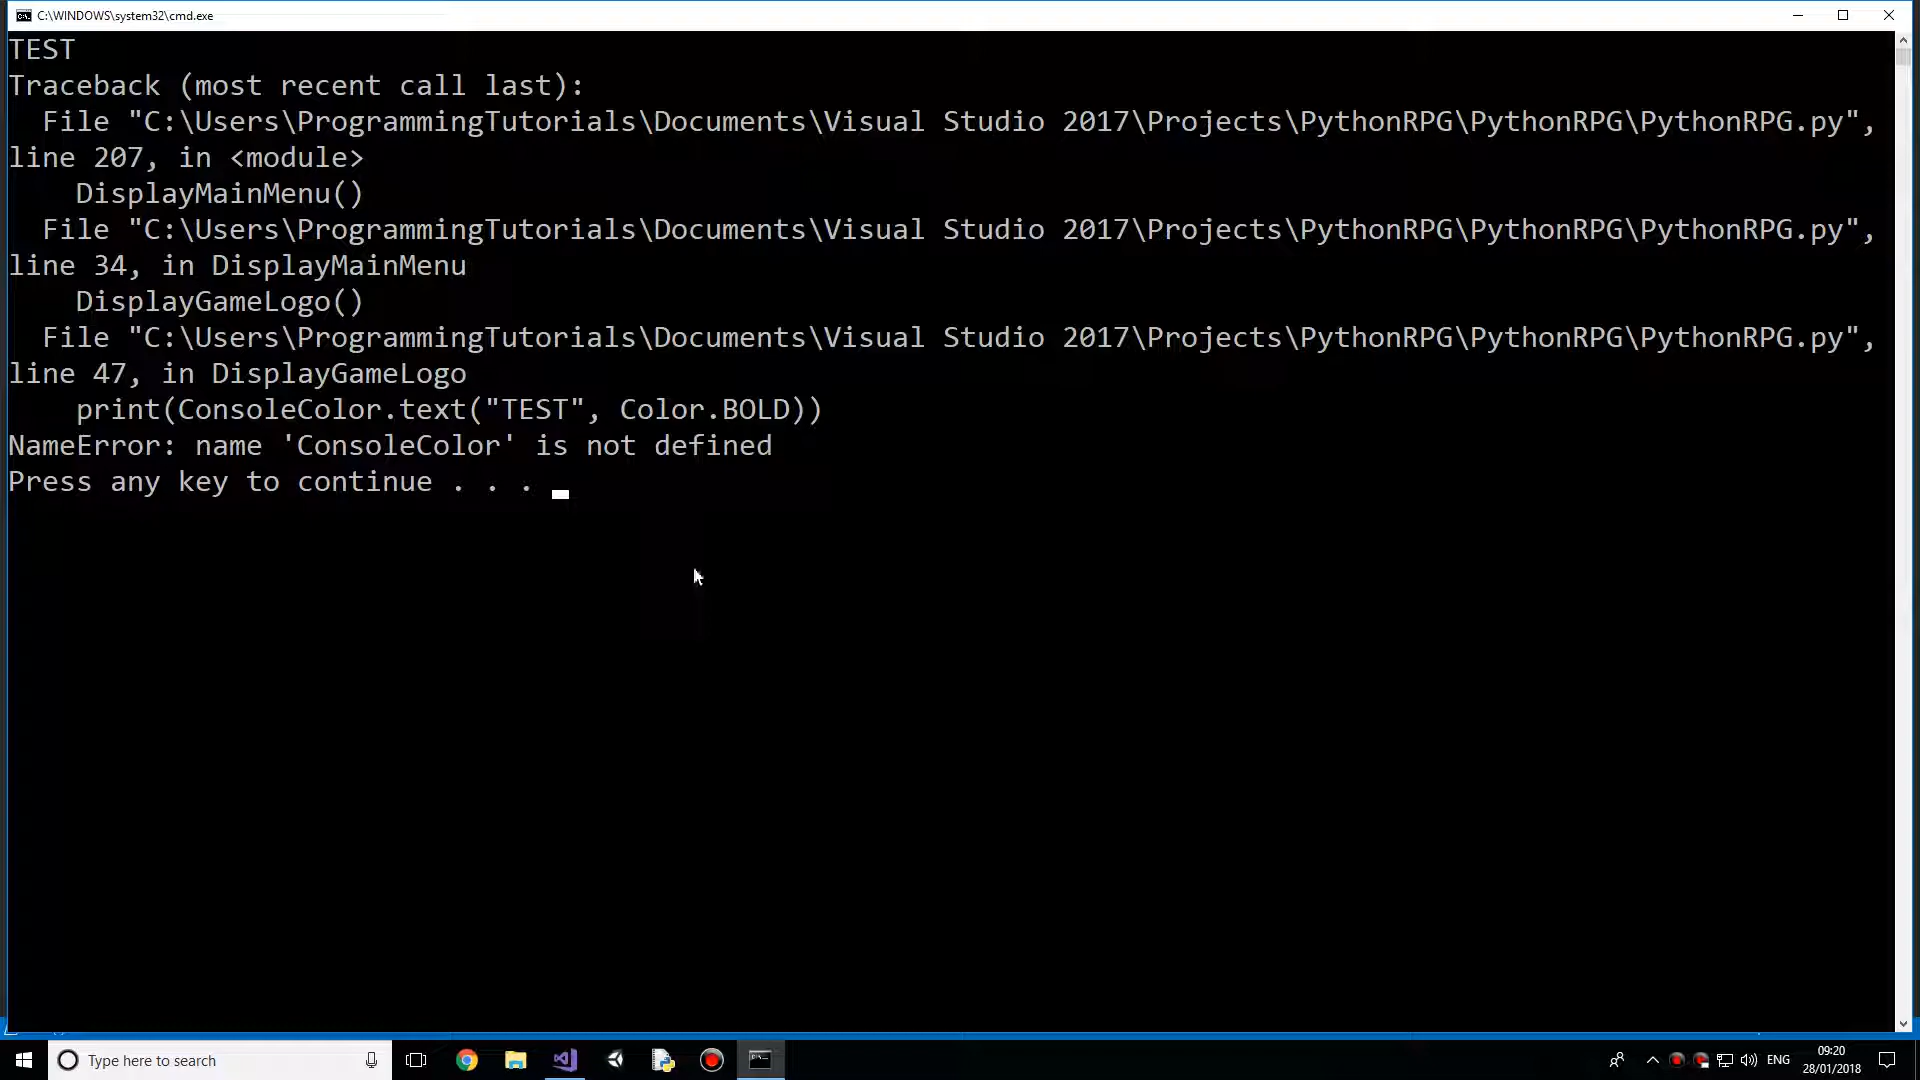 C:\WINDOWS\system32\cmd.exe
TEST
Traceback (most recent call last):
  File "C:\Users\ProgrammingTutorials\Documents\Visual Studio 2017\Projects\PythonRPG\PythonRPG\PythonRPG.py",
line 207, in <module>
    DisplayMainMenu()
  File "C:\Users\ProgrammingTutorials\Documents\Visual Studio 2017\Projects\PythonRPG\PythonRPG\PythonRPG.py",
line 34, in DisplayMainMenu
    DisplayGameLogo()
  File "C:\Users\ProgrammingTutorials\Documents\Visual Studio 2017\Projects\PythonRPG\PythonRPG\PythonRPG.py",
line 47, in DisplayGameLogo
    print(ConsoleColor.text("TEST", Color.BOLD))
NameError: name 'ConsoleColor' is not defined
Press any key to continue . . .
Type here to search
ENG
09:20
28/01/2018